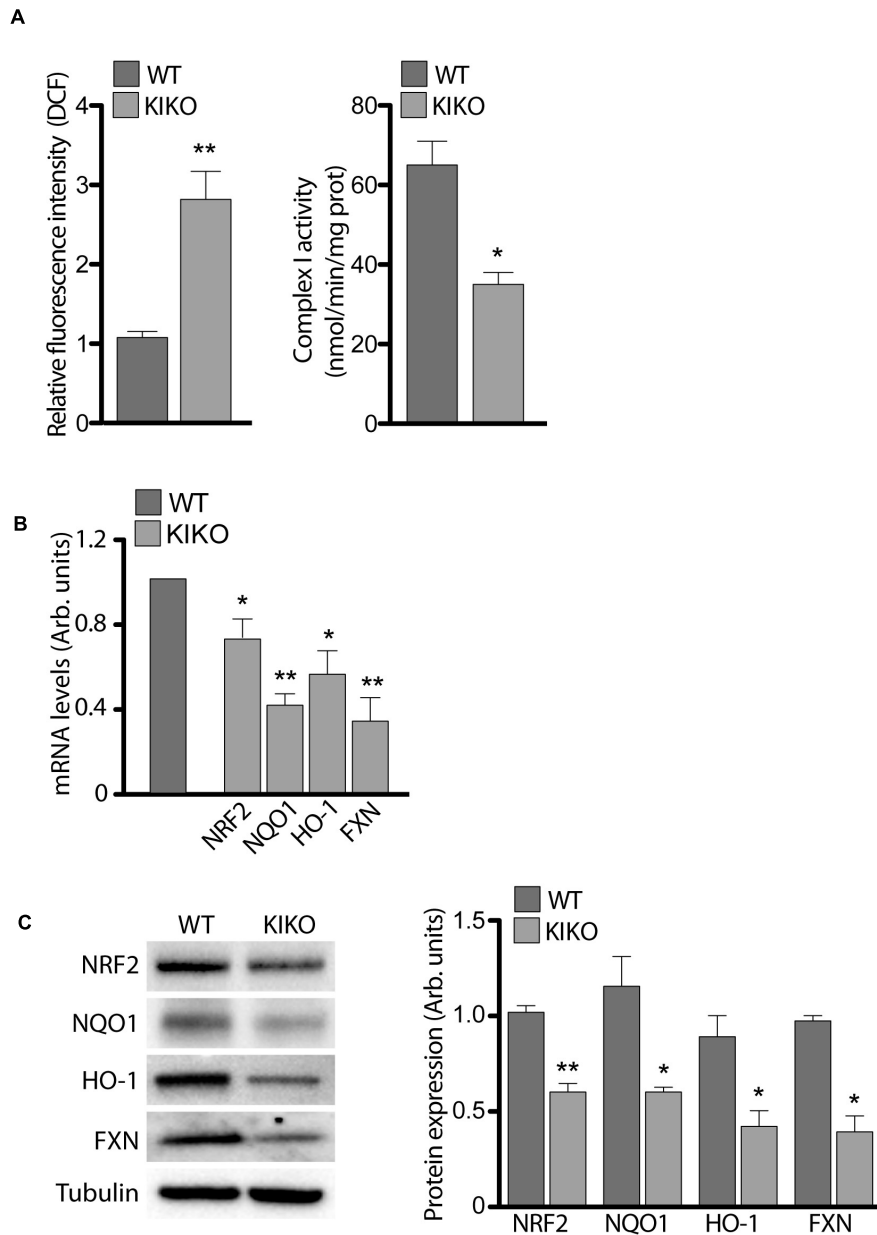 A
WT
KIKO
Relative fluorescence intensity (DCF)
4
3
**
2
1
0
WT
KIKO
Complex I activity
(nmol/min/mg prot)
80
60
40
*
20
0
B
WT
KIKO
mRNA levels (Arb. units)
1.2
0.8
0.4
0
*
**
*
**
NRF2
NQO1
HO-1
FXN
C
WT KIKO
NRF2
NQO1
HO-1
FXN
Tubulin
WT
KIKO
Protein expression (Arb. units)
1.5
1.0
0.5
0
**
*
*
*
NRF2 NQO1 HO-1 FXN